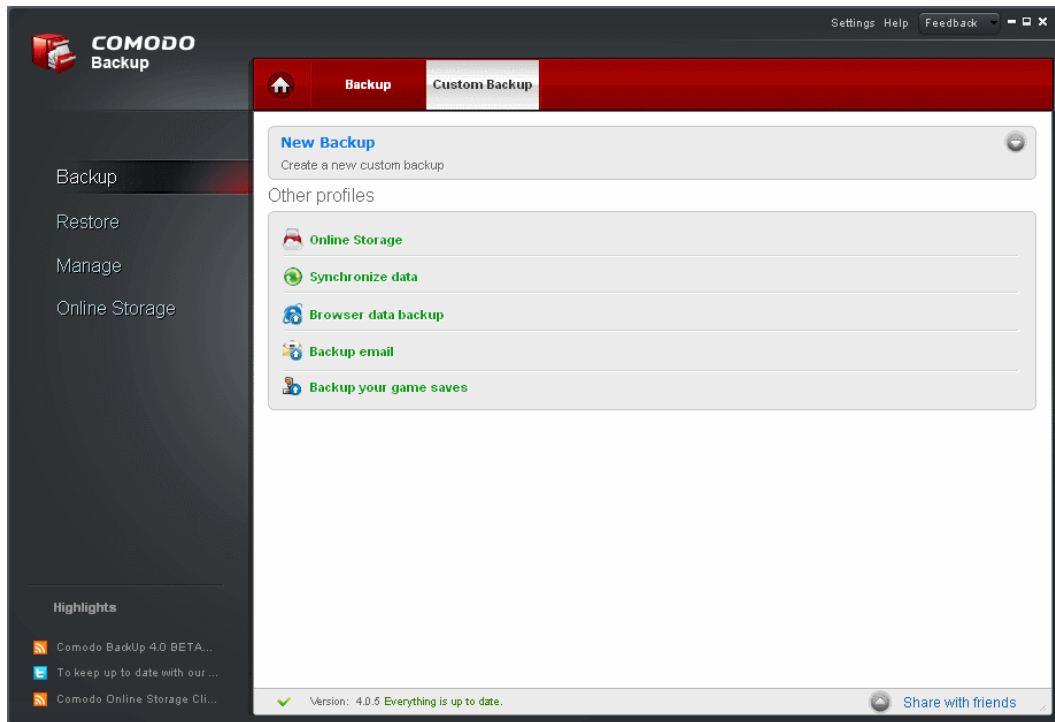 Settings Help Feedback
COMODO
Backup
Backup Custom Backup
New Backup
Create a new custom backup
Other profiles
Online Storage
Synchronize data
Browser data backup
Backup email
Backup your game saves
Backup
Restore
Manage
Online Storage
Highlights
Comodo BackUp 4.0 BETA...
To keep up to date with our ...
Comodo Online Storage Cli...
Version: 4.0.5 Everything is up to date.
Share with friends